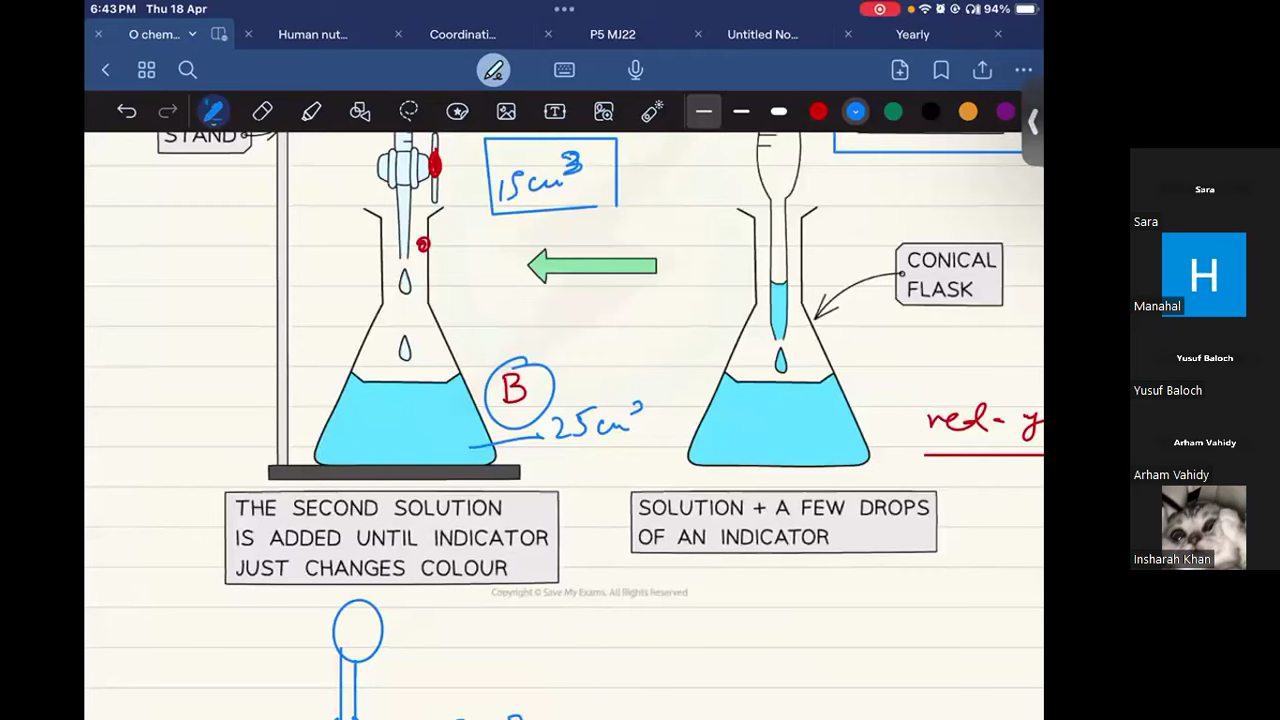 6:43 PM Thu 18 Apr
94%
O chem...
Human nut...
Coordinati...
P5 MJ22
Untitled No...
Yearly
STAND
15cm³
CONICAL
FLASK
B
25cm³
red- y
THE SECOND SOLUTION
IS ADDED UNTIL INDICATOR
JUST CHANGES COLOUR
SOLUTION + A FEW DROPS
OF AN INDICATOR
Copyright © Save My Exams. All Rights Reserved
Sara
Sara
H
Manahal
Yusuf Baloch
Yusuf Baloch
Arham Vahidy
Arham Vahidy
Insharah Khan